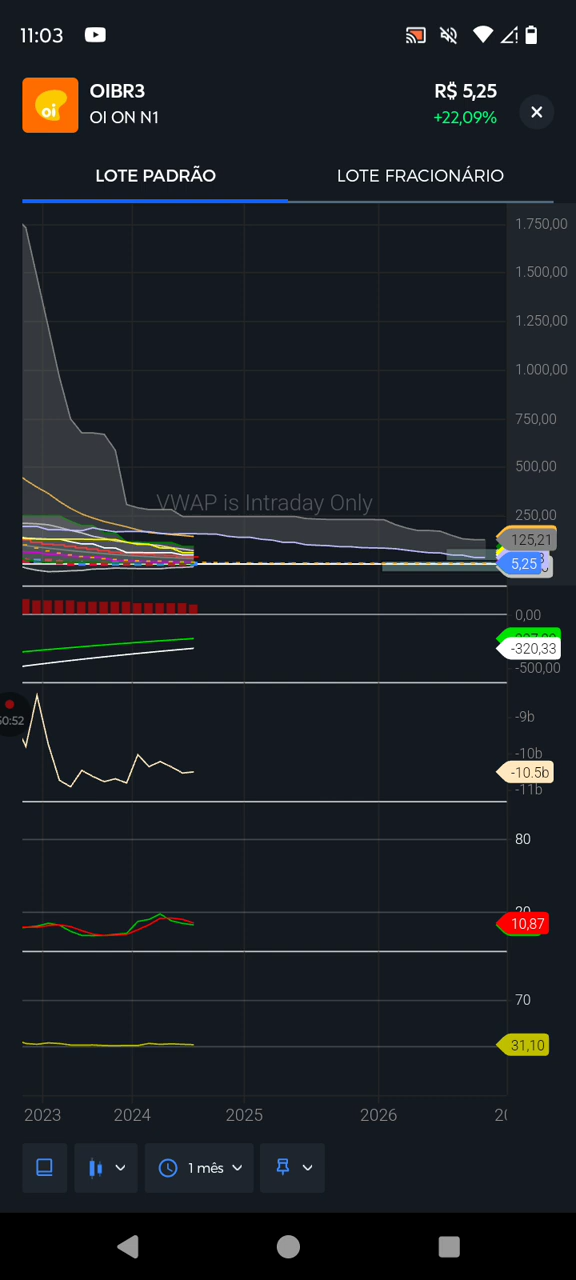 11:03
oi
OIBR3
OI ON N1
R$ 5,25
+22,09%
LOTE PADRÃO
LOTE FRACIONÁRIO
1.750,00
1.500,00
1.250,00
1.000,00
750,00
500,00
250,00
VWAP is Intraday Only
125,21
5,25
0,00
-320,33
-500,00
50:52
-9b
-10b
-10.5b
-11b
80
20
10,87
70
31,10
2023
2024
2025
2026
1 mês